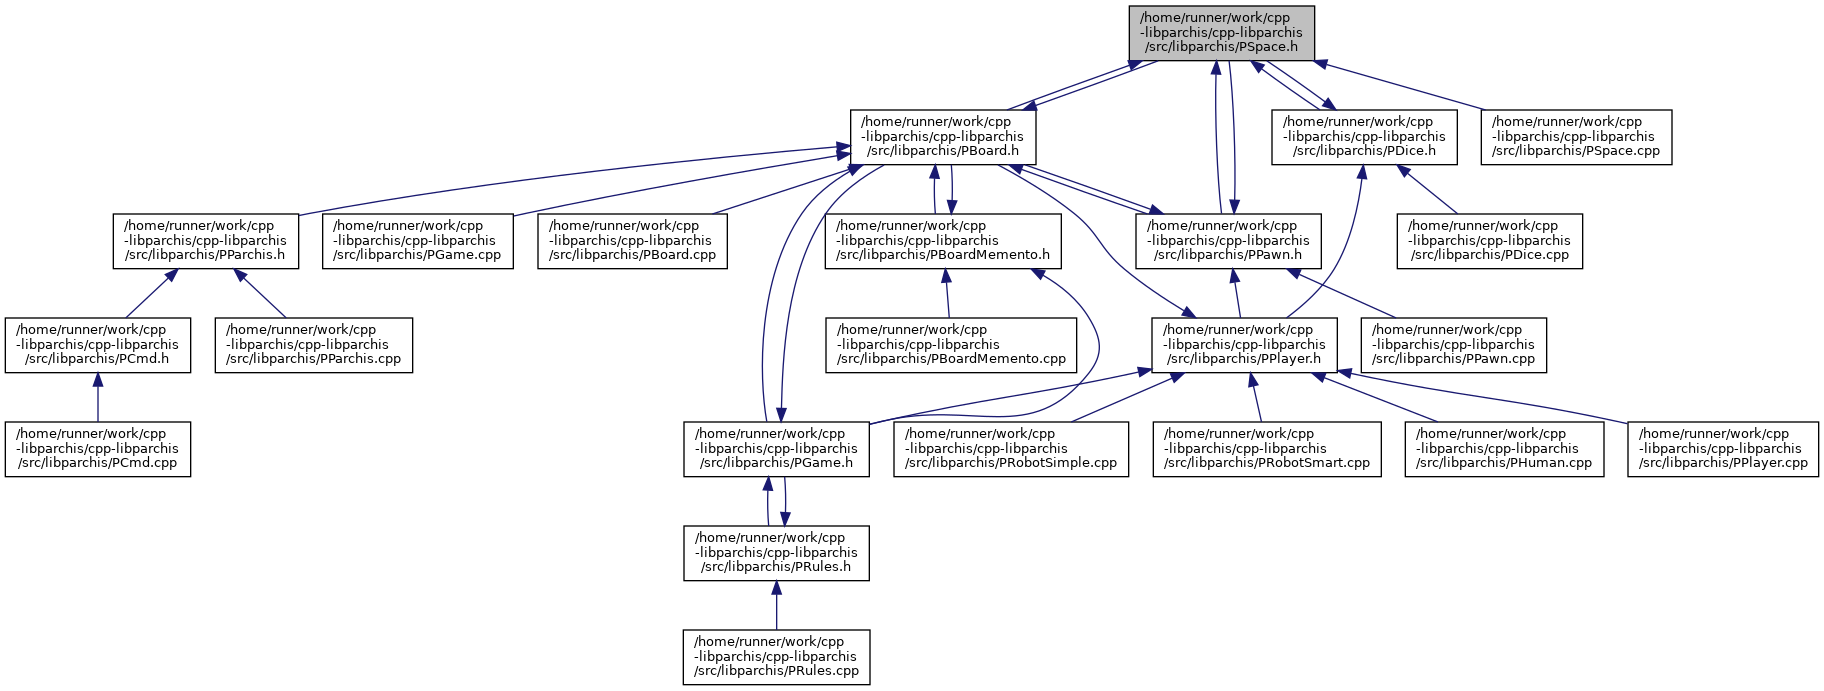 /home/runner/work/cpp
-libparchis/cpp-libparchis
/src/libparchis/PSpace.h
/home/runner/work/cpp
-libparchis/cpp-libparchis
/src/libparchis/PBoard.h
/home/runner/work/cpp
-libparchis/cpp-libparchis
/src/libparchis/PDice.h
/home/runner/work/cpp
-libparchis/cpp-libparchis
/src/libparchis/PSpace.cpp
/home/runner/work/cpp
-libparchis/cpp-libparchis
/src/libparchis/PParchis.h
/home/runner/work/cpp
-libparchis/cpp-libparchis
/src/libparchis/PGame.cpp
/home/runner/work/cpp
-libparchis/cpp-libparchis
/src/libparchis/PBoard.cpp
/home/runner/work/cpp
-libparchis/cpp-libparchis
/src/libparchis/PBoardMemento.h
/home/runner/work/cpp
-libparchis/cpp-libparchis
/src/libparchis/PPawn.h
/home/runner/work/cpp
-libparchis/cpp-libparchis
/src/libparchis/PDice.cpp
/home/runner/work/cpp
-libparchis/cpp-libparchis
/src/libparchis/PCmd.h
/home/runner/work/cpp
-libparchis/cpp-libparchis
/src/libparchis/PParchis.cpp
/home/runner/work/cpp
-libparchis/cpp-libparchis
/src/libparchis/PBoardMemento.cpp
/home/runner/work/cpp
-libparchis/cpp-libparchis
/src/libparchis/PPlayer.h
/home/runner/work/cpp
-libparchis/cpp-libparchis
/src/libparchis/PPawn.cpp
/home/runner/work/cpp
-libparchis/cpp-libparchis
/src/libparchis/PCmd.cpp
/home/runner/work/cpp
-libparchis/cpp-libparchis
/src/libparchis/PGame.h
/home/runner/work/cpp
-libparchis/cpp-libparchis
/src/libparchis/PRobotSimple.cpp
/home/runner/work/cpp
-libparchis/cpp-libparchis
/src/libparchis/PRobotSmart.cpp
/home/runner/work/cpp
-libparchis/cpp-libparchis
/src/libparchis/PHuman.cpp
/home/runner/work/cpp
-libparchis/cpp-libparchis
/src/libparchis/PPlayer.cpp
/home/runner/work/cpp
-libparchis/cpp-libparchis
/src/libparchis/PRules.h
/home/runner/work/cpp
-libparchis/cpp-libparchis
/src/libparchis/PRules.cpp